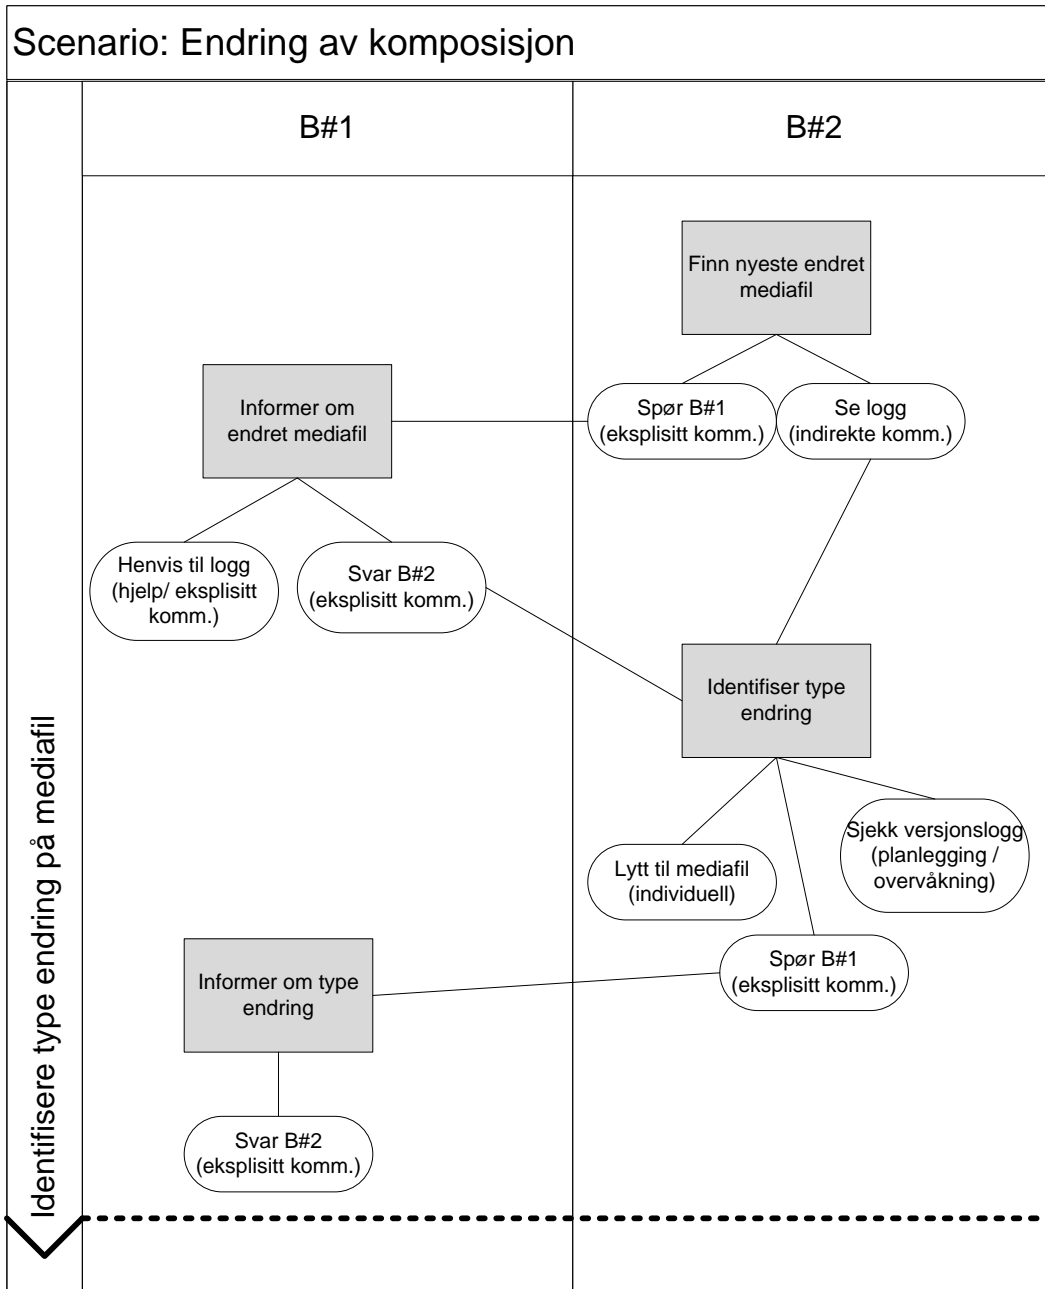 Scenario: Endring av komposisjon
B#1
B#2
Finn nyeste endret
mediafil
Informer om
endret mediafil
Spør B#1
(eksplisitt komm.)
Se logg
(indirekte komm.)
Henvis til logg
(hjelp/ eksplisitt
komm.)
Svar B#2
(eksplisitt komm.)
Identifiser type
endring
Lytt til mediafil
(individuell)
Sjekk versjonslogg
(planlegging /
overvåkning)
Spør B#1
(eksplisitt komm.)
Informer om type
endring
Svar B#2
(eksplisitt komm.)
Identifisere type endring på mediafil